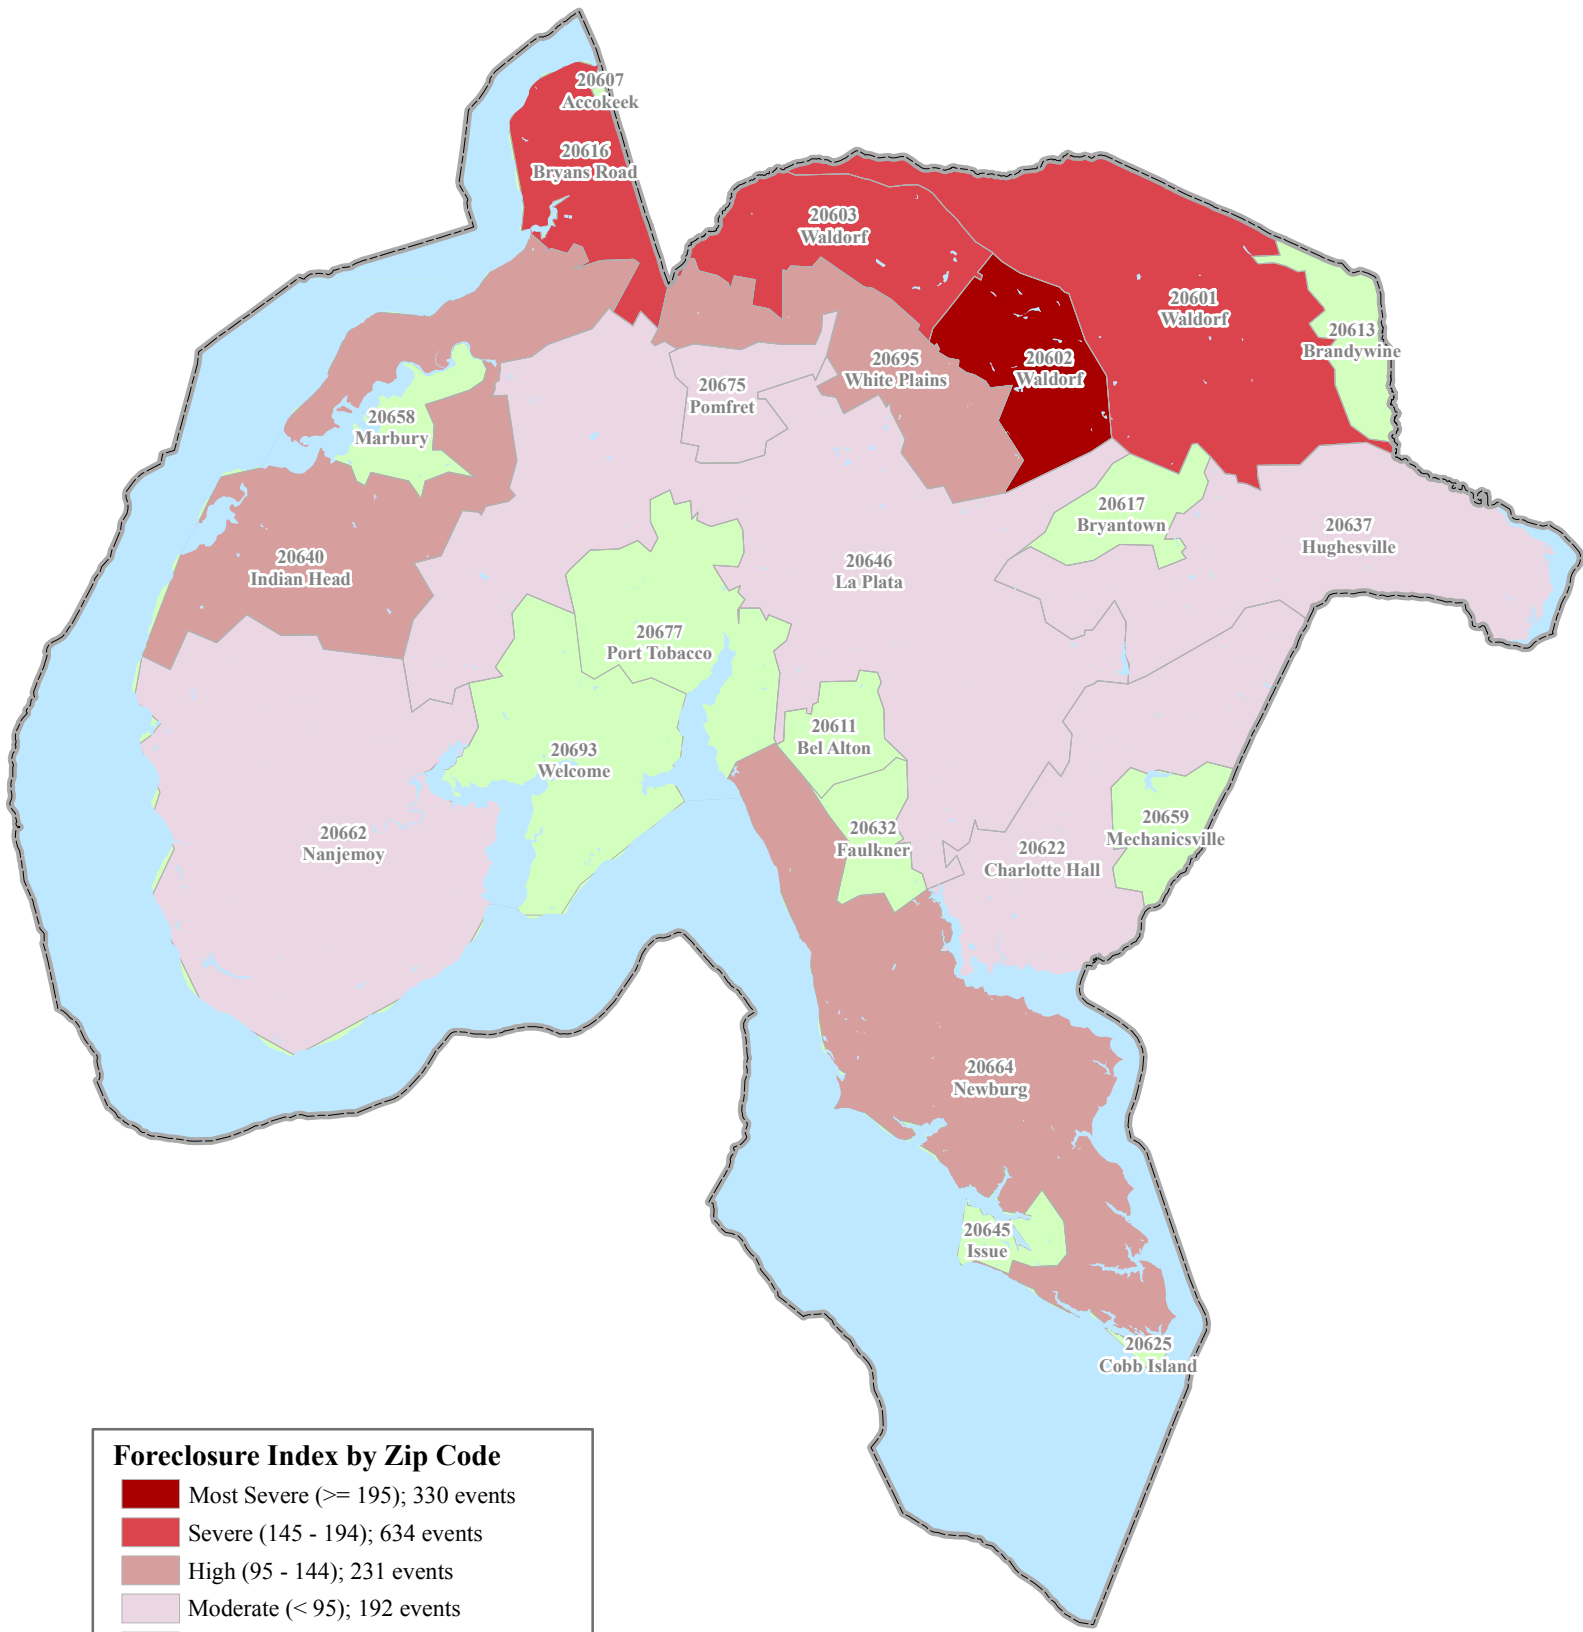 20607
Accokeek
20616
Bryans Road
20603
Waldorf
20601
Waldorf
20613
Brandywine
20602
Waldorf
20695
White Plains
20675
Pomfret
20658
Marbury
20617
Bryantown
20637
Hughesville
20640
Indian Head
20646
La Plata
20677
Port Tobacco
20611
Bel Alton
20693
Welcome
20662
Nanjemoy
20632
Faulkner
20622
Charlotte Hall
20659
Mechanicsville
20664
Newburg
20645
Issue
20625
Cobb Island
Foreclosure Index by Zip Code
Most Severe (>= 195); 330 events
Severe (145 - 194); 634 events
High (95 - 144); 231 events
Moderate (< 95); 192 events